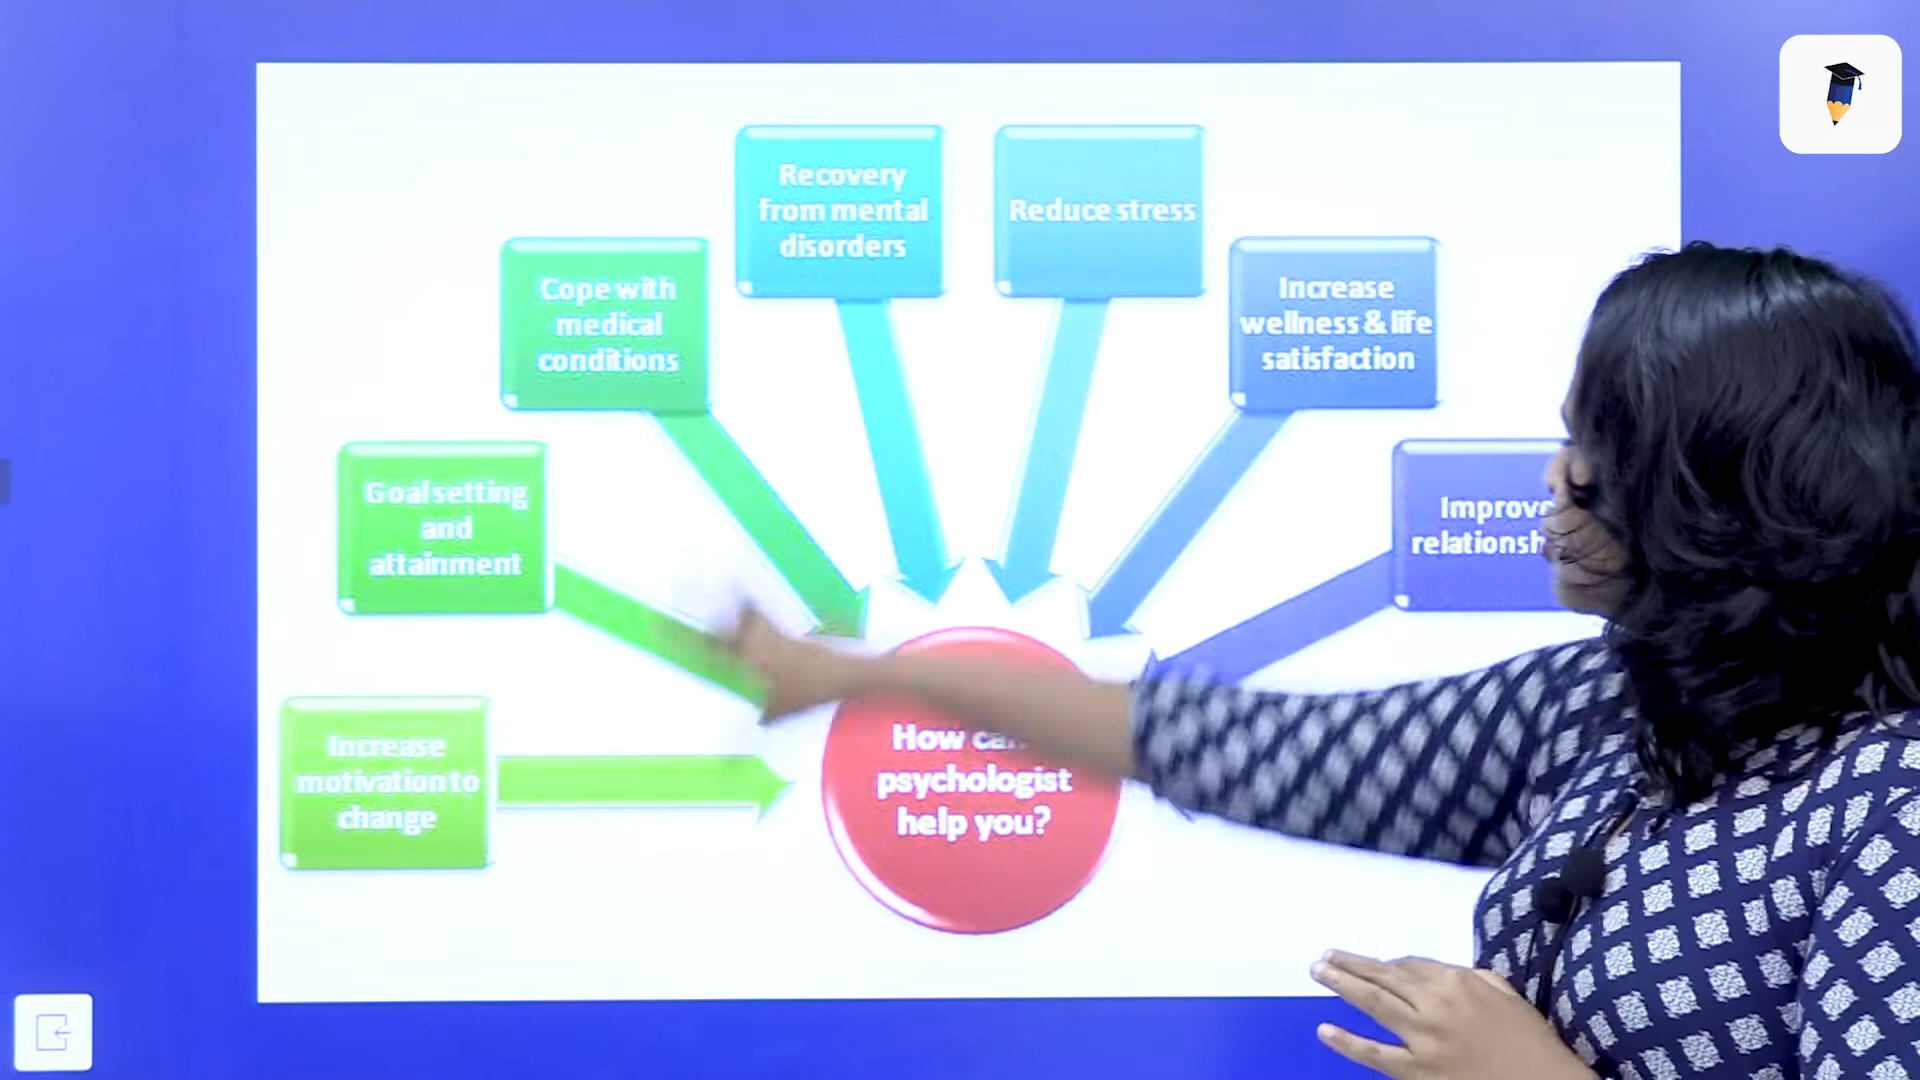 Recovery
from mental
disorders
Reduce stress
Cope with
medical
conditions
Increase
wellness & life
satisfaction
Goal setting
and
attainment
Improve
Increase
motivation to
change
How
psychologist
help you?